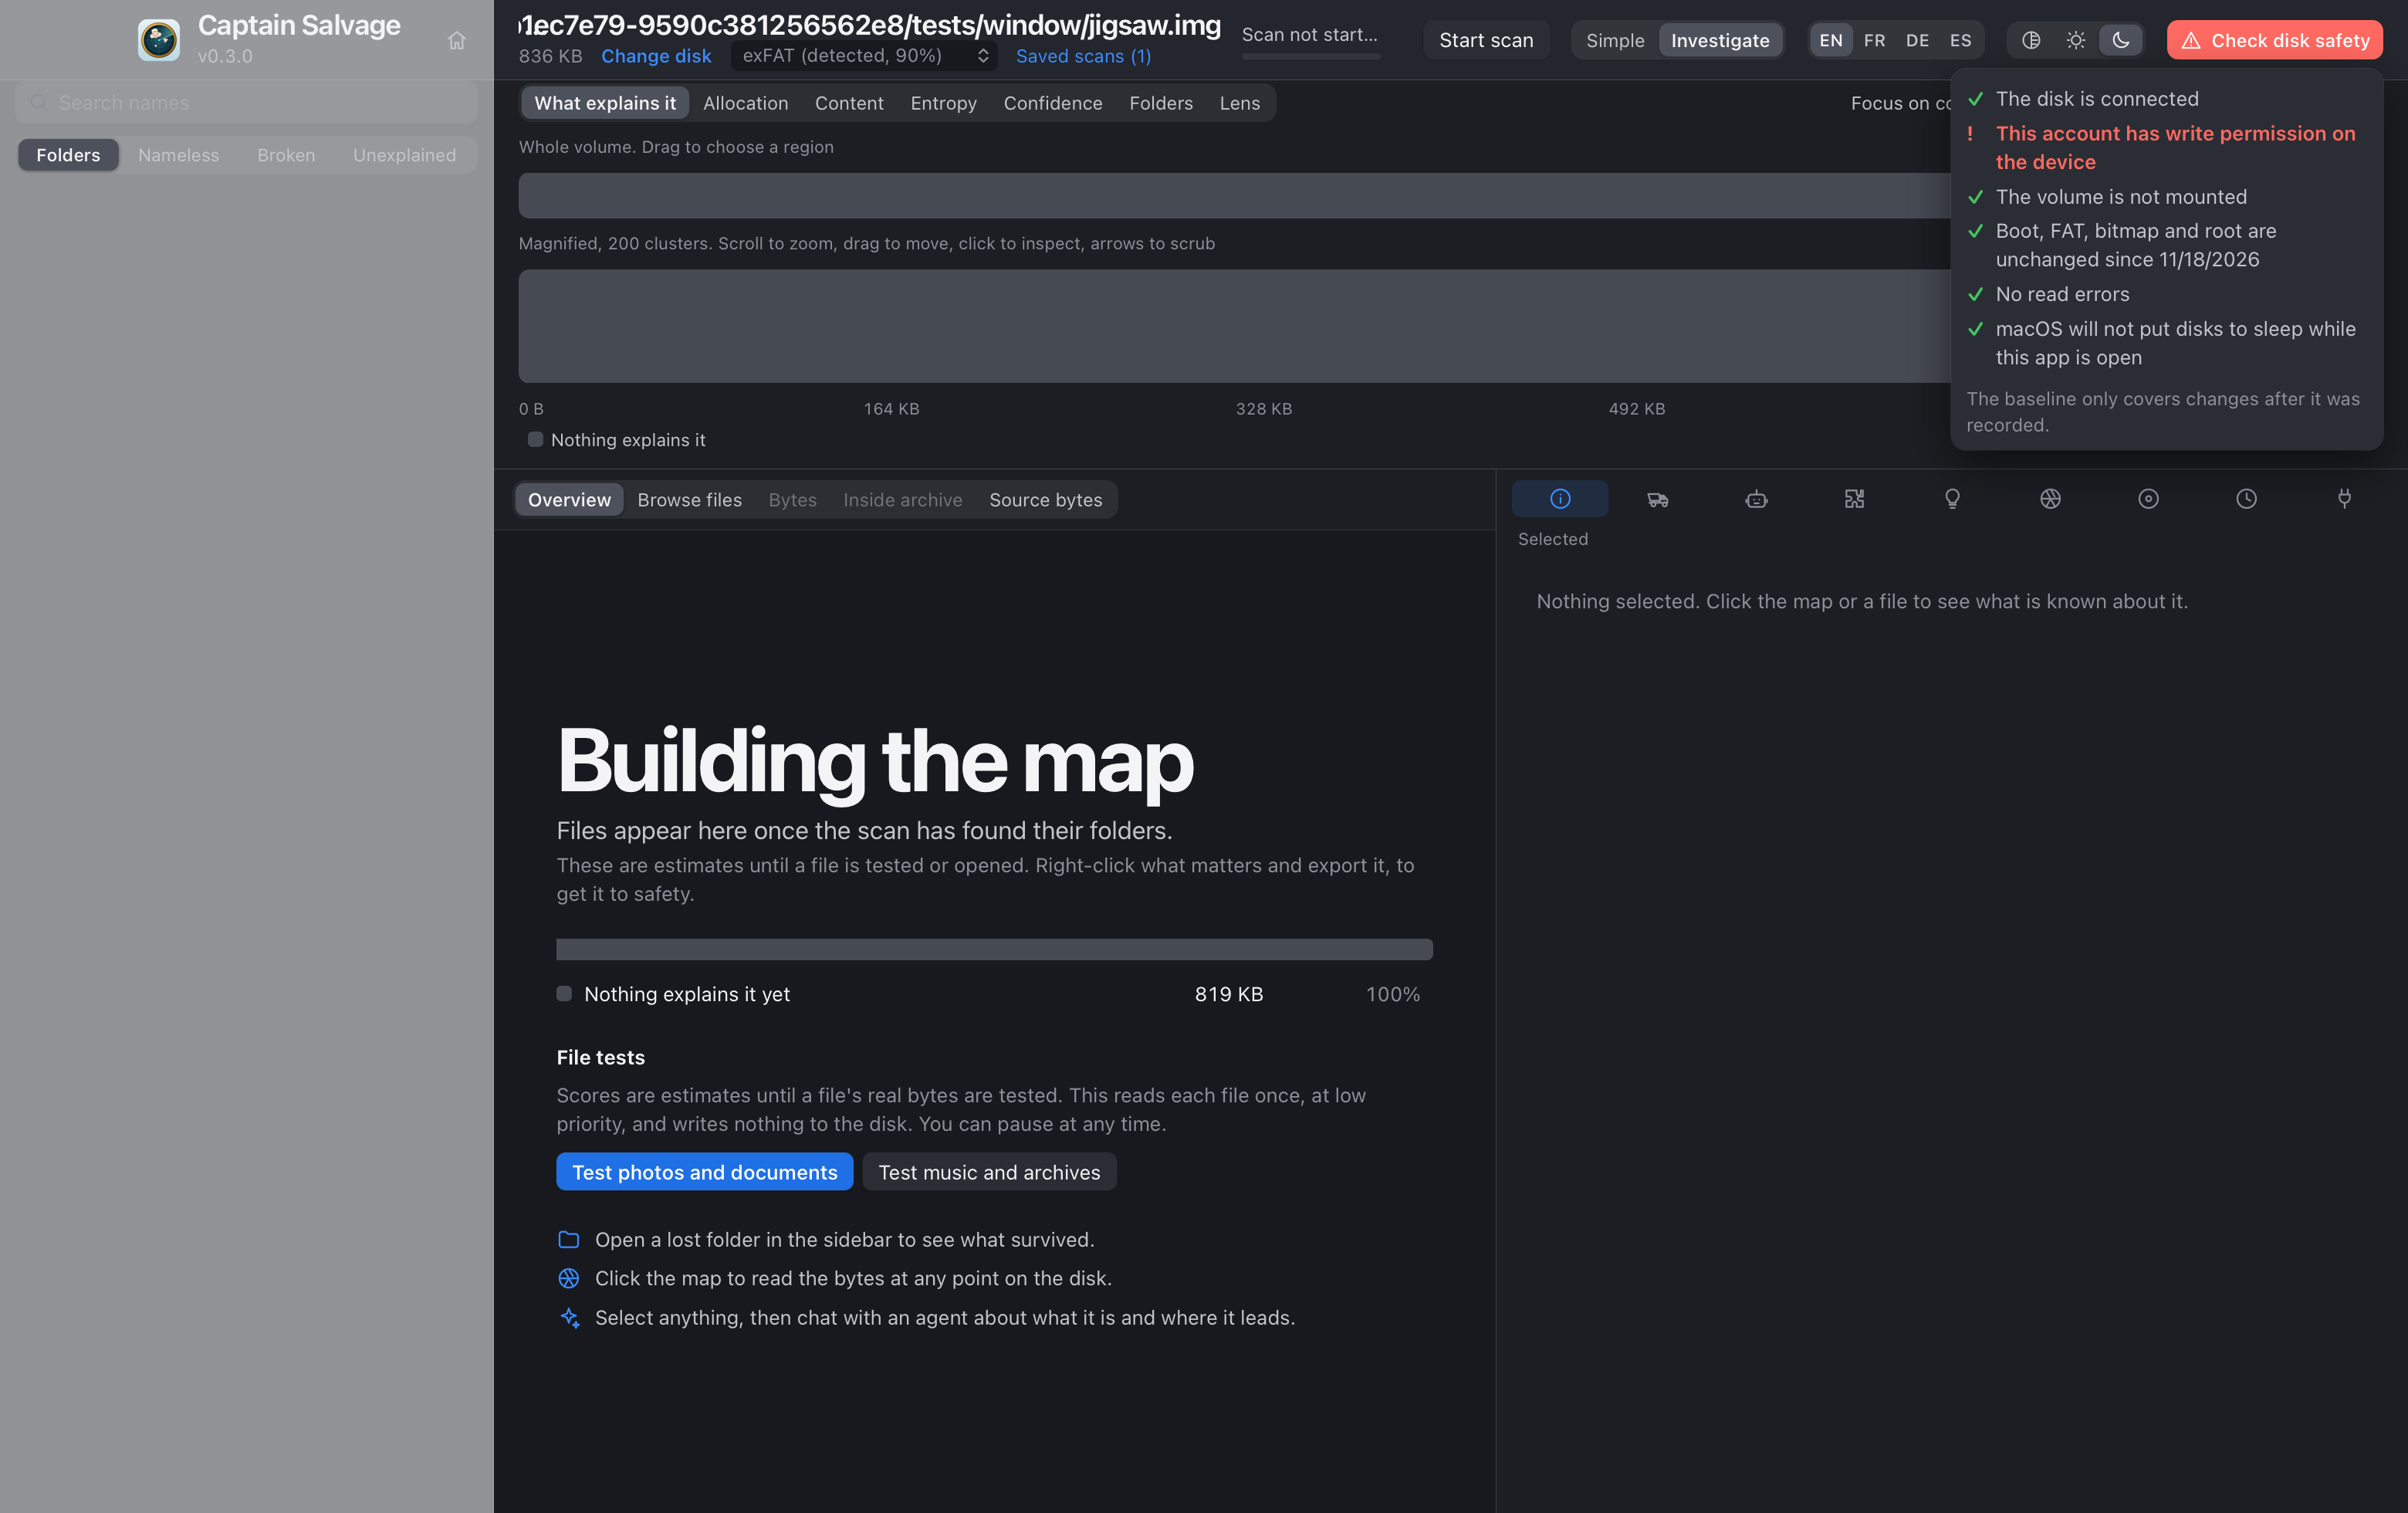 Captain Salvage
v0.3.0
Search names
Folders Nameless Broken Unexplained
1ec7e79-9590c381256562e8/tests/window/jigsaw.img
836 KB Change disk exFAT (detected, 90%) Saved scans (1)
Scan not start...
Start scan
Simple Investigate
EN FR DE ES
Check disk safety
What explains it Allocation Content Entropy Confidence Folders Lens
Focus on co
Whole volume. Drag to choose a region
Magnified, 200 clusters. Scroll to zoom, drag to move, click to inspect, arrows to scrub
0 B 164 KB 328 KB 492 KB
Nothing explains it
The disk is connected
! This account has write permission on
the device
The volume is not mounted
Boot, FAT, bitmap and root are
unchanged since 11/18/2026
No read errors
macOS will not put disks to sleep while
this app is open
The baseline only covers changes after it was
recorded.
Overview Browse files Bytes Inside archive Source bytes
Building the map
Files appear here once the scan has found their folders.
These are estimates until a file is tested or opened. Right-click what matters and export it, to
get it to safety.
Nothing explains it yet 819 KB 100%
File tests
Scores are estimates until a file's real bytes are tested. This reads each file once, at low
priority, and writes nothing to the disk. You can pause at any time.
Test photos and documents Test music and archives
Open a lost folder in the sidebar to see what survived.
Click the map to read the bytes at any point on the disk.
Select anything, then chat with an agent about what it is and where it leads.
Selected
Nothing selected. Click the map or a file to see what is known about it.